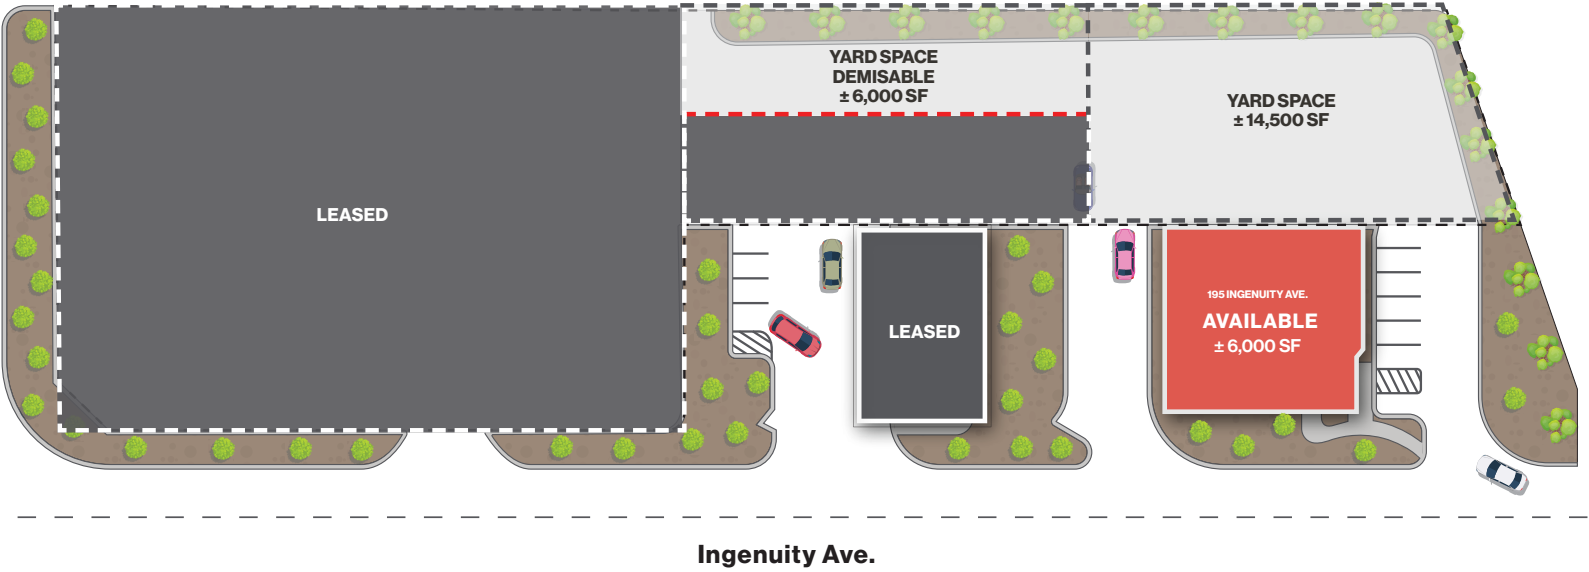 YARD SPACE
DEMISABLE
± 6,000 SF
YARD SPACE
± 14,500 SF
LEASED
LEASED
195 INGENUITY AVE.
AVAILABLE
± 6,000 SF
Ingenuity Ave.